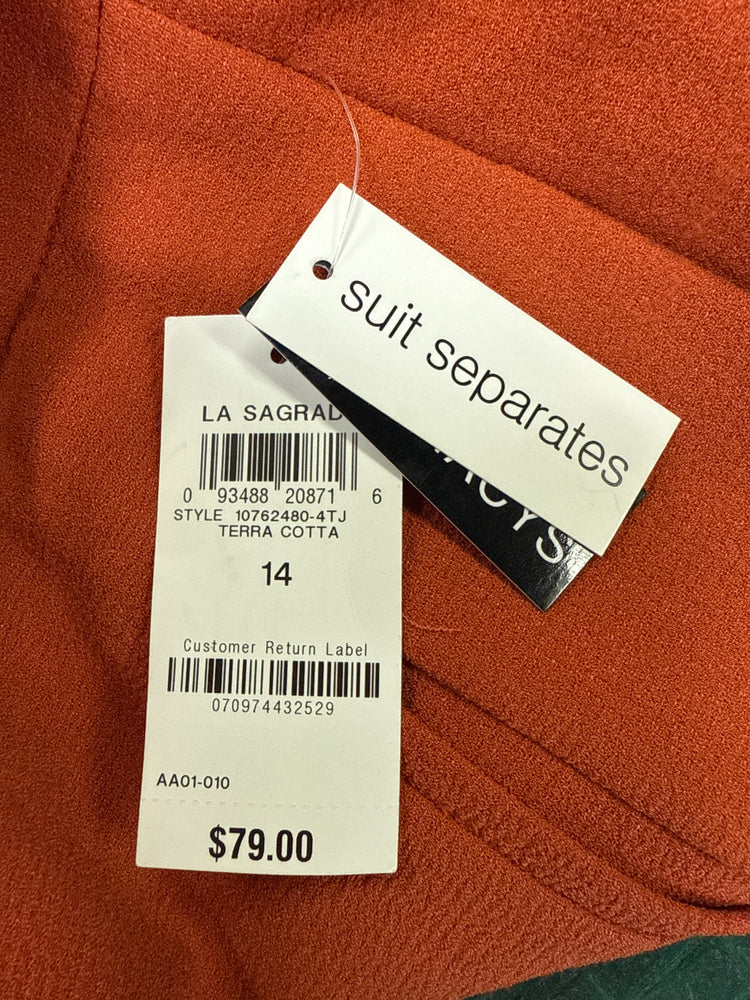 suit separates
ACYS
LA SAGRAD
0 93488 20871 6
STYLE 10762480-4TJ
TERRA COTTA
14
Customer Return Label
070974432529
AA01-010
$79.00